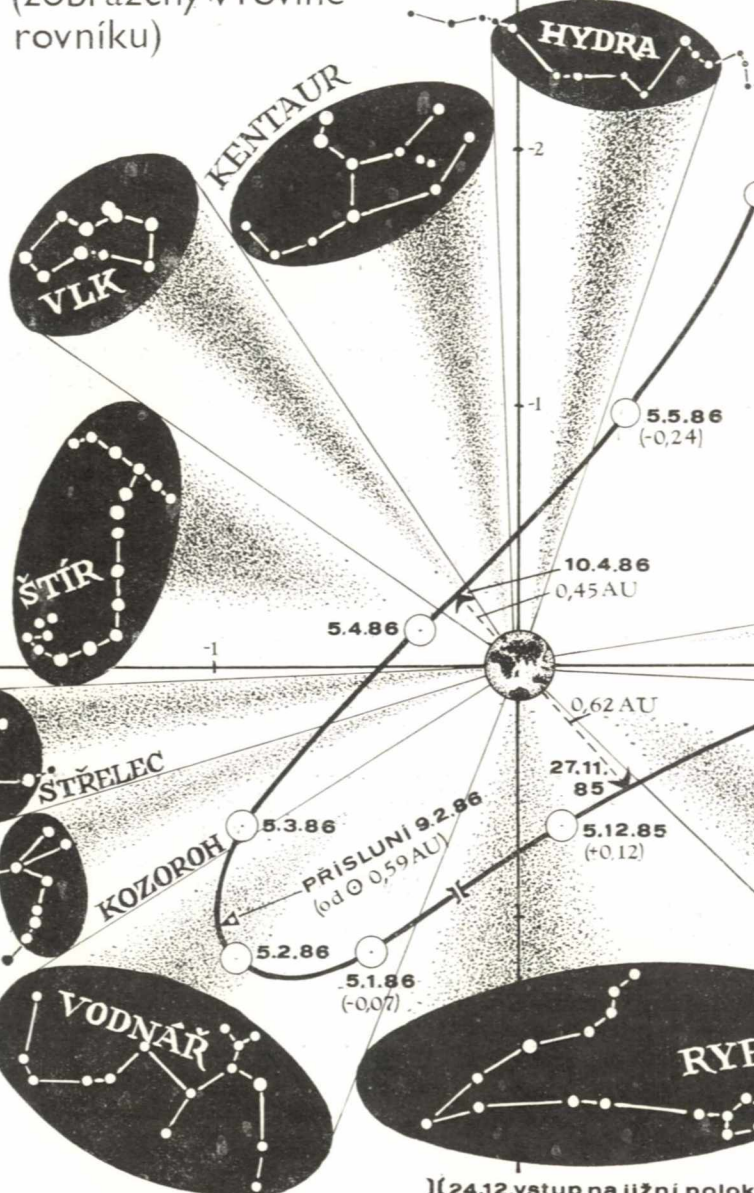 (zobrazený v rovině
rovníku)
HYDRA
KENTAUR
VLK
-2
-1
5.5.86
(-0,24)
ŠTÍR
10.4.86
0,45 AU
5.4.86
-1
0,62 AU
STŘELEC
27.11.
85
5.3.86
5.12.85
(+0,12)
KOZOROH
PŘÍSLUNÍ 9.2.86
(od ⊙ 0,59 AU)
5.2.86
5.1.86
(-0,07)
VODNÁŘ
)(24.12 vstup na jižní